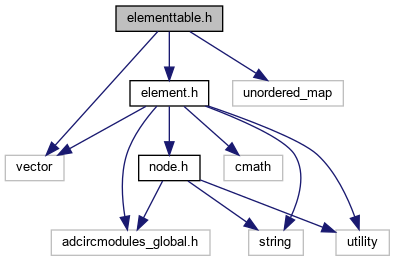 elementtable.h
element.h
unordered_map
vector
node.h
cmath
adcircmodules_global.h
string
utility